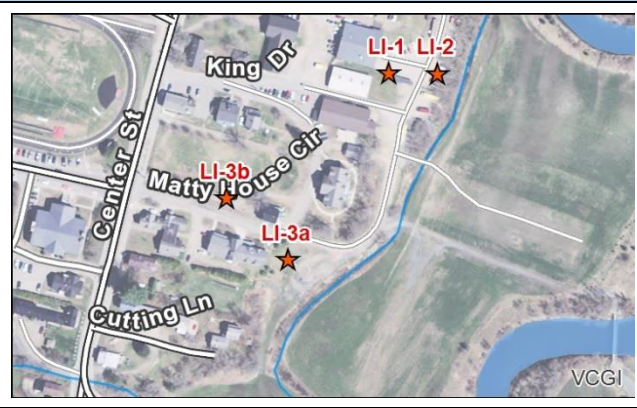 LI-1 LI-2
King Dr
Center St
LI-3b
Matty House Cir
LI-3a
Cutting Ln
VCGI